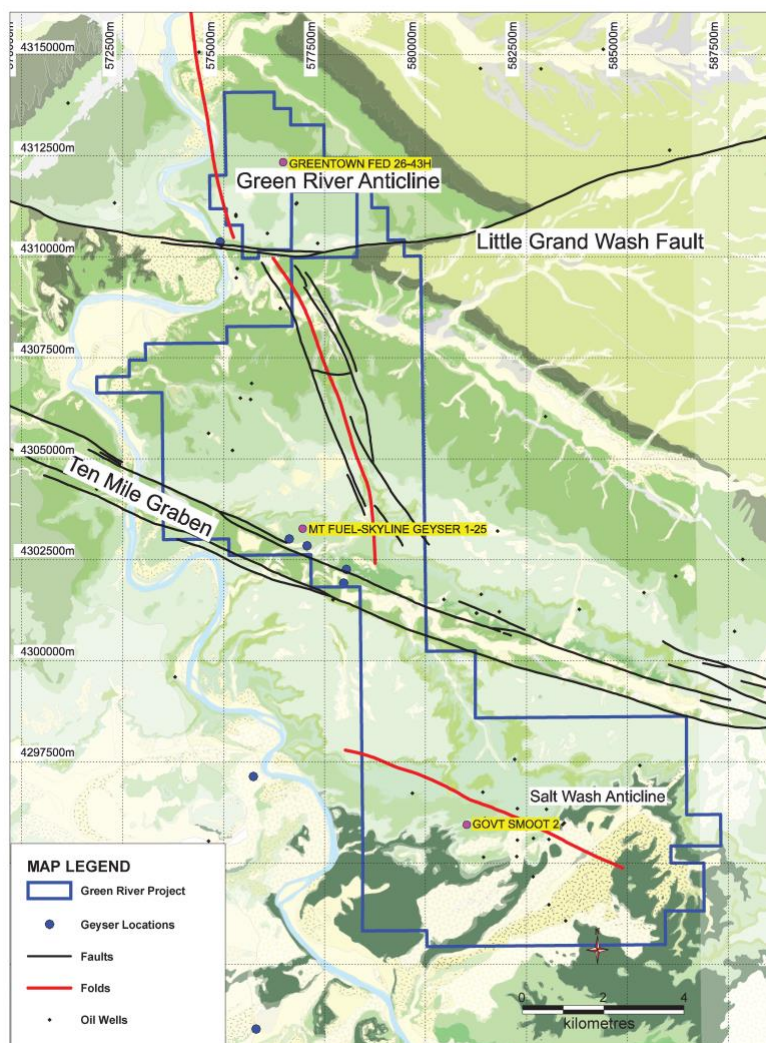 572500m
575000m
577500m
580000m
582500m
585000m
587500m
4315000m
4312500m
GREENTOWN FED 26-43H
Green River Anticline
Little Grand Wash Fault
4310000m
4307500m
4305000m
Ten Mile Graben
MT FUEL-SKYLINE GEYSER 1-25
4302500m
4300000m
4297500m
Salt Wash Anticline
GOVT SMOOT 2
MAP LEGEND
Green River Project
Geyser Locations
Faults
Folds
Oil Wells
0 2 4
kilometres